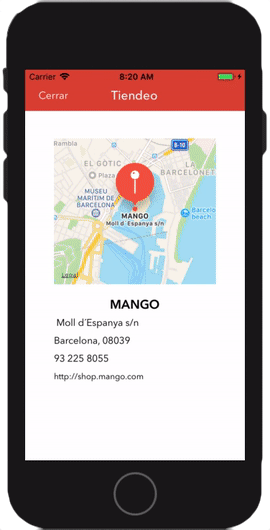 Carrier 8:20 AM
Cerrar Tiendeo
Rambla
B-10
EL GÒTIC
LA
BARCELONET
Plaza
MUSEU
MARÍTIM DE
BARCELONA
Barcelo
beach
MANGO
Moll d´Espanya s/n
Legal
MANGO
Moll d´Espanya s/n
Barcelona, 08039
93 225 8055
http://shop.mango.com